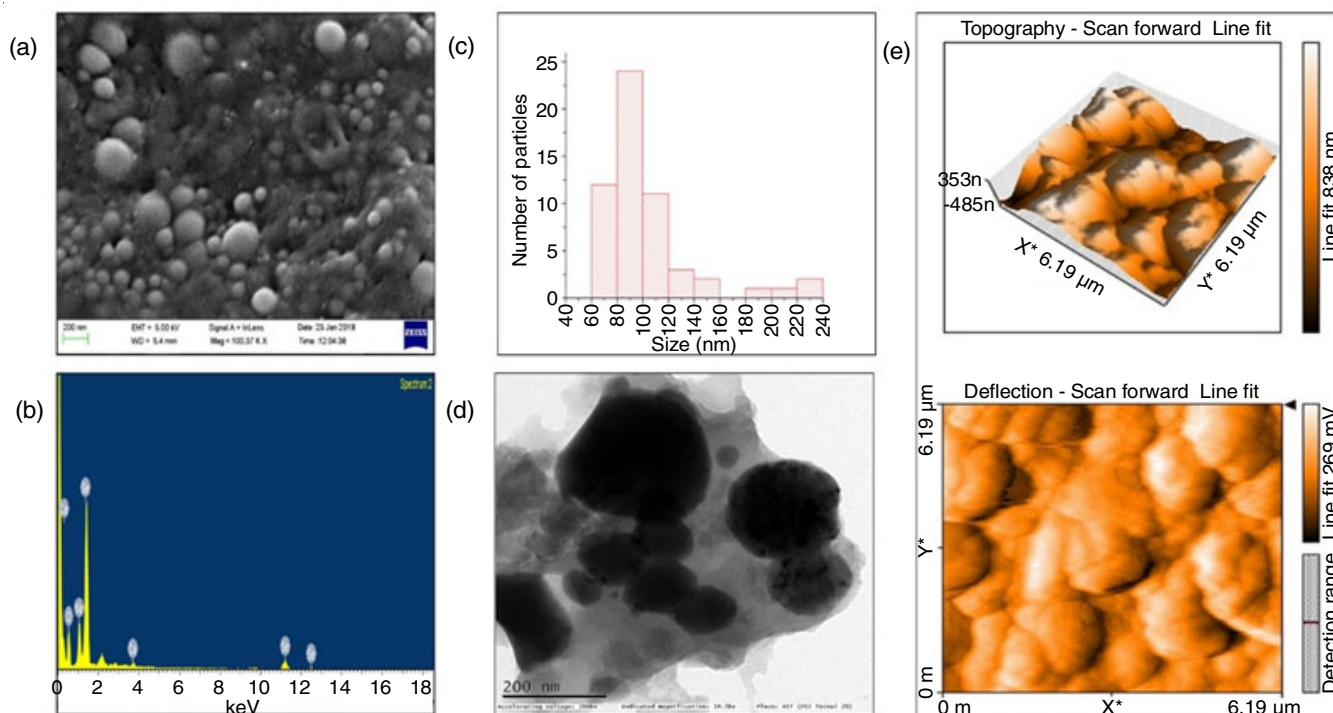 (a)
200 nm
EHT = 5.00 kV
Signal A = InLens
Date :25 Jan 2018
WD = 5.4 mm
Mag = 100.37 K X
Time :12:04:38
ZEISS
(b)
Spectrum 2
0 2 4 6 8 10 12 14 16 18
keV
(c)
Number of particles
25
20
15
10
5
0
40 60 80 100 120 140 160 180 200 220 240
Size (nm)
(d)
200 nm
(e)
Topography - Scan forward Line fit
353n
-485n
X* 6.19 µm
Y* 6.19 µm
Line fit 838 nm
Deflection - Scan forward Line fit
6.19 µm
Y*
0 m
0 m X* 6.19 µm
Line fit 269 mV
Detection range